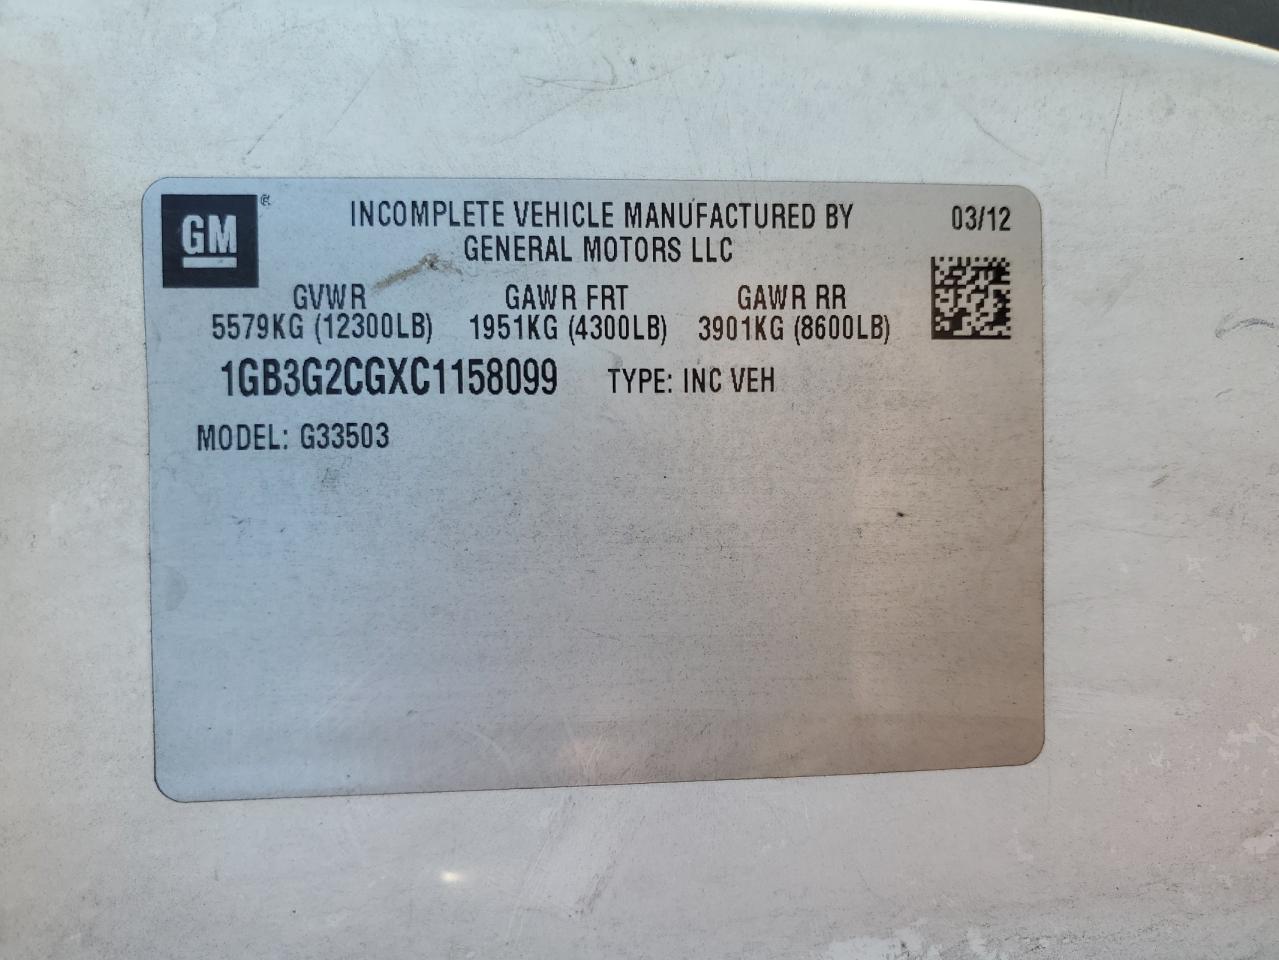 GM ®
INCOMPLETE VEHICLE MANUFACTURED BY
GENERAL MOTORS LLC
03/12
GVWR GAWR FRT GAWR RR
5579KG (12300LB) 1951KG (4300LB) 3901KG (8600LB)
1GB3G2CGXC1158099 TYPE: INC VEH
MODEL: G33503